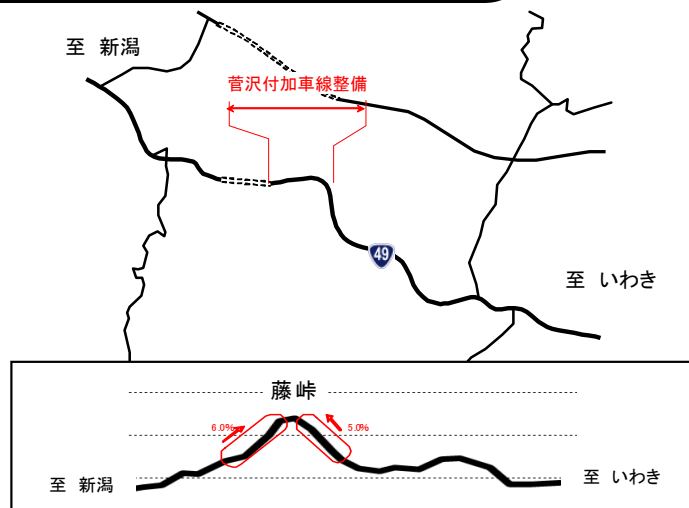 至 新潟
菅沢付加車線整備
49
至 いわき
藤峠
6.0%
5.0%
至 新潟
至 いわき